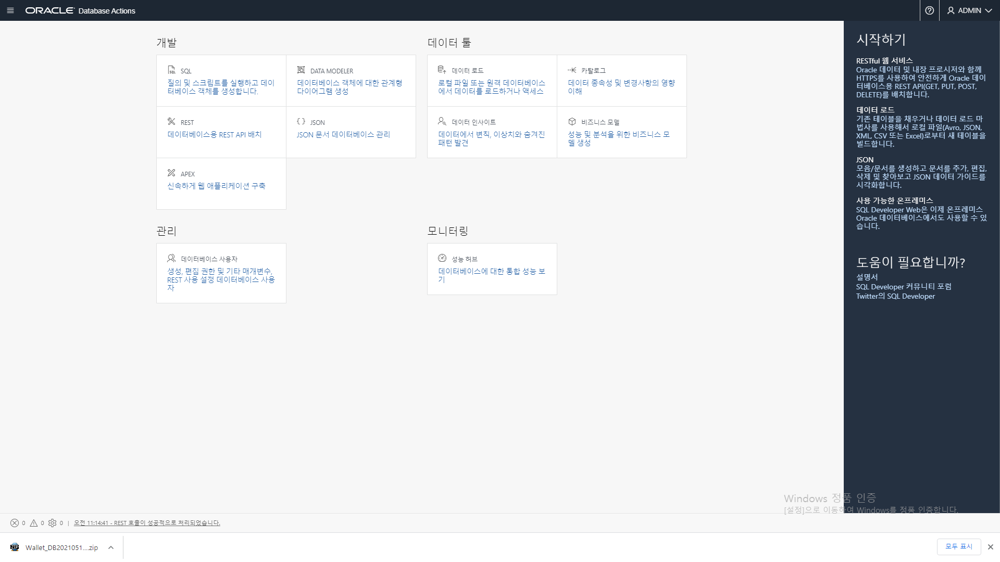 ORACLE Database Actions
ADMIN
개발
SQL
질의 및 스크립트를 실행하고 데이
터베이스 객체를 생성합니다.
DATA MODELER
데이터베이스 객체에 대한 관계형
다이어그램 생성
REST
데이터베이스용 REST API 배치
JSON
JSON 문서 데이터베이스 관리
APEX
신속하게 웹 애플리케이션 구축
데이터 툴
데이터 로드
로컬 파일 또는 원격 데이터베이스
에서 데이터를 로드하거나 액세스
카탈로그
데이터 종속성 및 변경사항의 영향
이해
데이터 인사이트
데이터에서 변칙, 이상치와 숨겨진
패턴 발견
비즈니스 모델
성능 및 분석을 위한 비즈니스 모
델 생성
관리
데이터베이스 사용자
생성, 편집 권한 및 기타 매개변수,
REST 사용 설정 데이터베이스 사용
자
모니터링
성능 허브
데이터베이스에 대한 통합 성능 보
기
시작하기
RESTful 웹 서비스
Oracle 데이터 및 내장 프로시저와 함께
HTTPS를 사용하여 안전하게 Oracle 데이
터베이스용 REST API(GET, PUT, POST,
DELETE)를 배치합니다.
데이터 로드
기존 테이블을 채우거나 데이터 로드 마
법사를 사용해서 로컬 파일(Avro, JSON,
XML, CSV 또는 Excel)로부터 새 테이블을
빌드합니다.
JSON
모음/문서를 생성하고 문서를 추가, 편집,
삭제 및 찾아보고 JSON 데이터 가이드를
시각화합니다.
사용 가능한 온프레미스
SQL Developer Web은 이제 온프레미스
Oracle 데이터베이스에서도 사용할 수 있
습니다.
도움이 필요합니까?
설명서
SQL Developer 커뮤니티 포럼
Twitter의 SQL Developer
Windows 정품 인증
[설정]으로 이동하여 Windows를 정품 인증합니다.
0 0 0 | 오전 11:14:41 - REST 호출이 성공적으로 처리되었습니다.
ZIP Wallet_DB2021051....zip
모두 표시